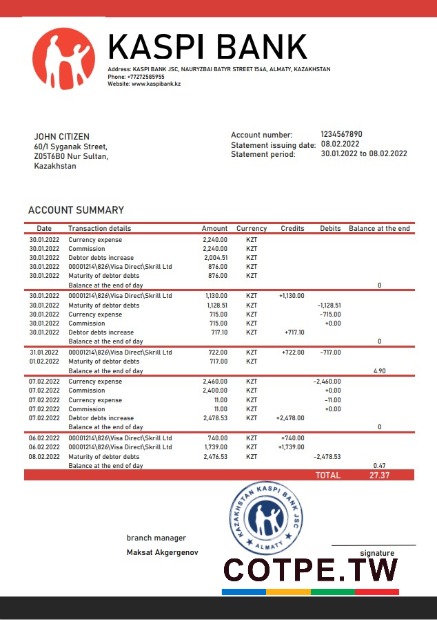 KASPI BANK
Address: KASPI BANK JSC, NAURYZBAI BATYR STREET 154A, ALMATY, KAZAKHSTAN
Phone: +77272585955
Website: www.kaspibank.kz
JOHN CITIZEN
60/1 Syganak Street,
Z05T6B0 Nur Sultan,
Kazakhstan
Account number: 1234567890
Statement issuing date: 08.02.2022
Statement period: 30.01.2022 to 08.02.2022
ACCOUNT SUMMARY
Date Transaction details Amount Currency Credits Debits Balance at the end
30.01.2022 Currency expense 2,240.00 KZT
30.01.2022 Commission 2,240.00 KZT
30.01.2022 Debtor debts increase 2,004.51 KZT
30.01.2022 00001214\826\Visa Direct\Skrill Ltd 876.00 KZT
30.01.2022 Maturity of debtor debts 876.00 KZT
Balance at the end of day 0
30.01.2022 00001214\826\Visa Direct\Skrill Ltd 1,130.00 KZT +1,130.00
30.01.2022 Maturity of debtor debts 1,128.51 KZT -1,128.51
30.01.2022 Currency expense 715.00 KZT -715.00
30.01.2022 Commission 715.00 KZT +0.00
30.01.2022 Debtor debts increase 717.10 KZT +717.10
Balance at the end of day 0
31.01.2022 00001214\826\Visa Direct\Skrill Ltd 722.00 KZT +722.00 -717.00
01.02.2022 Maturity of debtor debts 717.00 KZT
Balance at the end of day 4.90
07.02.2022 Currency expense 2,460.00 KZT -2,460.00
07.02.2022 Commission 2,400.00 KZT +0.00
07.02.2022 Currency expense 11.00 KZT -11.00
07.02.2022 Commission 11.00 KZT +0.00
07.02.2022 Debtor debts increase 2,478.53 KZT +2,478.00
Balance at the end of day 0
06.02.2022 00001214\826\Visa Direct\Skrill Ltd 740.00 KZT +740.00
06.02.2022 00001214\826\Visa Direct\Skrill Ltd 1,739.00 KZT +1,739.00
08.02.2022 Maturity of debtor debts 2,476.53 KZT -2,478.53
Balance at the end of day 0.47
TOTAL 27.37
KAZAKHSTAN KASPI BANK JSC
ALMATY
branch manager
Maksat Akgergenov
signature
COTPE.TW